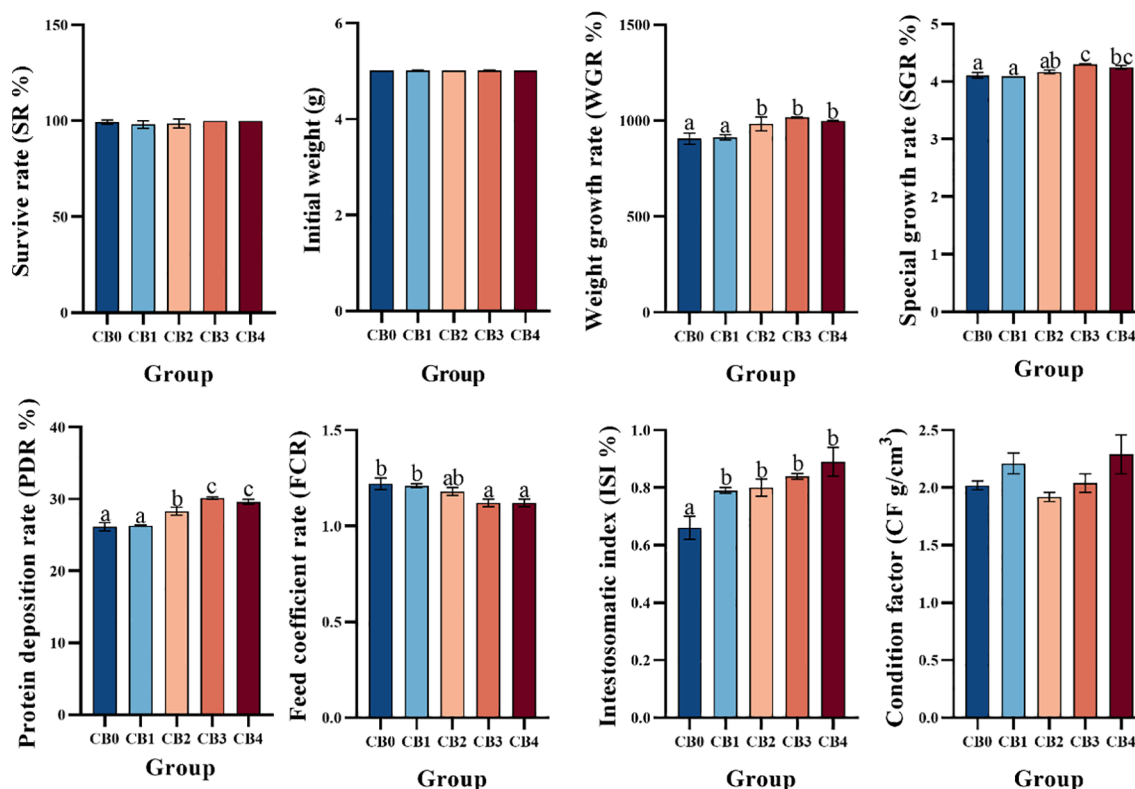 Survive rate (SR %)
150
100
50
0
CB0 CB1 CB2 CB3 CB4
Group
Initial weight (g)
6
4
2
0
CB0 CB1 CB2 CB3 CB4
Group
Weight growth rate (WGR %)
1500
1000
500
0
a a b b b
CB0 CB1 CB2 CB3 CB4
Group
Special growth rate (SGR %)
5
4
3
2
1
0
a a ab c bc
CB0 CB1 CB2 CB3 CB4
Group
Protein deposition rate (PDR %)
40
30
20
10
0
a a b c c
CB0 CB1 CB2 CB3 CB4
Group
Feed coefficient rate (FCR)
1.5
1.0
0.5
0.0
b b ab a a
CB0 CB1 CB2 CB3 CB4
Group
Intestosomatic index (ISI %)
1.0
0.8
0.6
0.4
0.2
0.0
a b b b b
CB0 CB1 CB2 CB3 CB4
Group
Condition factor (CF g/cm³)
2.5
2.0
1.5
1.0
0.5
0.0
CB0 CB1 CB2 CB3 CB4
Group